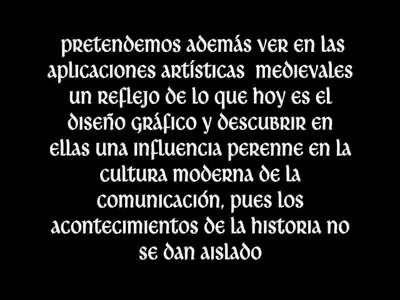 pretendemos además ver en las
aplicaciones artísticas medievales
un reflejo de lo que hoy es el
diseño gráfico y descubrir en
ellas una influencia perenne en la
cultura moderna de la
comunicación, pues los
acontecimientos de la historia no
se dan aislado